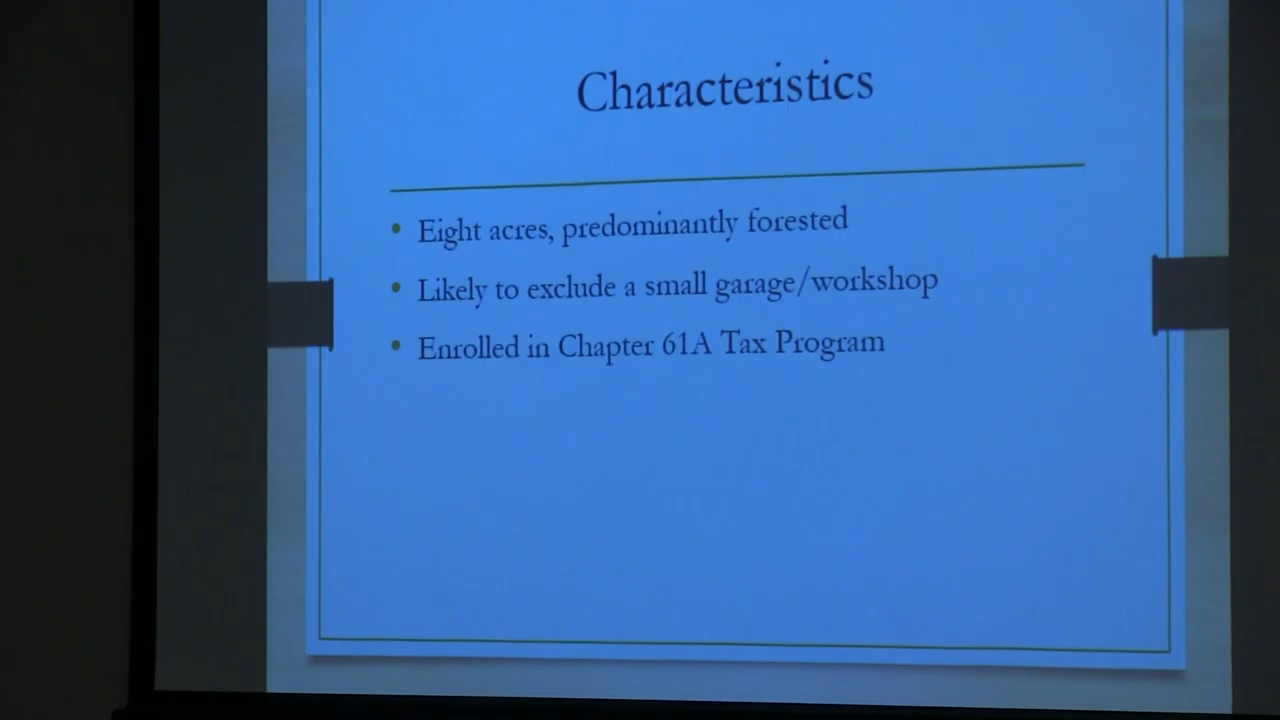 Characteristics
• Eight acres, predominantly forested
• Likely to exclude a small garage/workshop
• Enrolled in Chapter 61A Tax Program